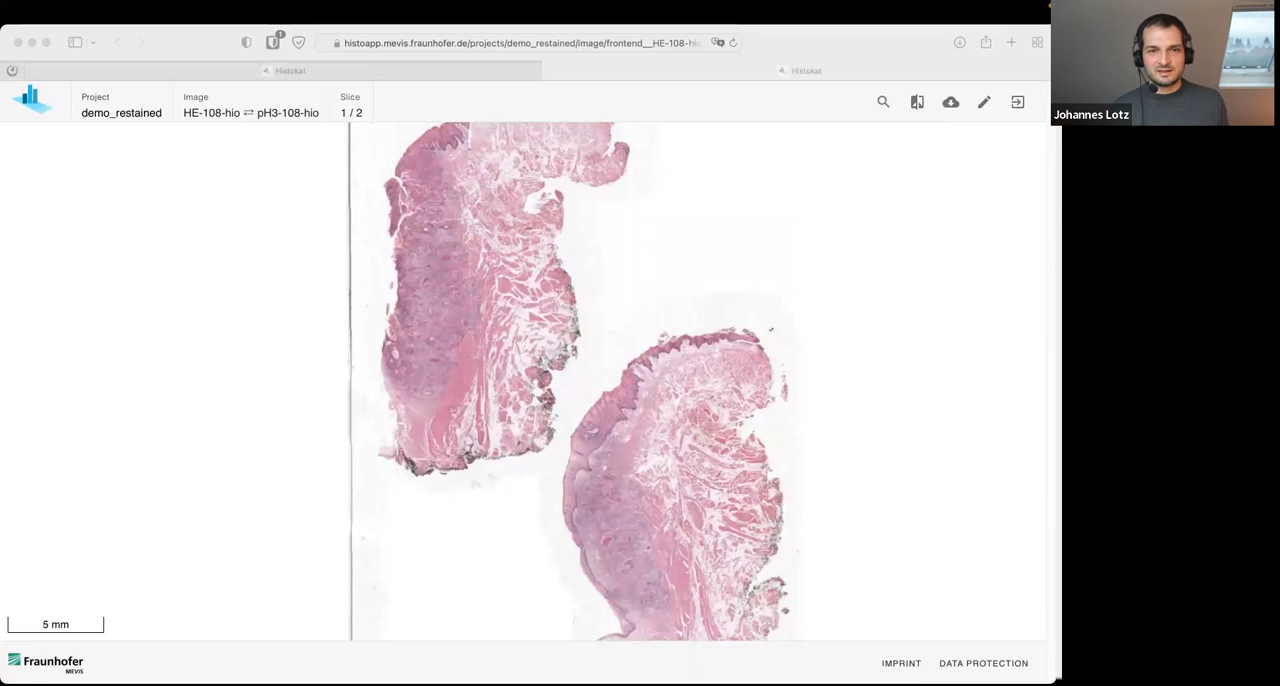 histoapp.mevis.fraunhofer.de/projects/demo_restained/image/frontend__HE-108-hio
1
Histokat
Histokat
Project
demo_restained
Image
HE-108-hio ⇌ pH3-108-hio
Slice
1 / 2
Johannes Lotz
5 mm
Fraunhofer
MEVIS
IMPRINT
DATA PROTECTION